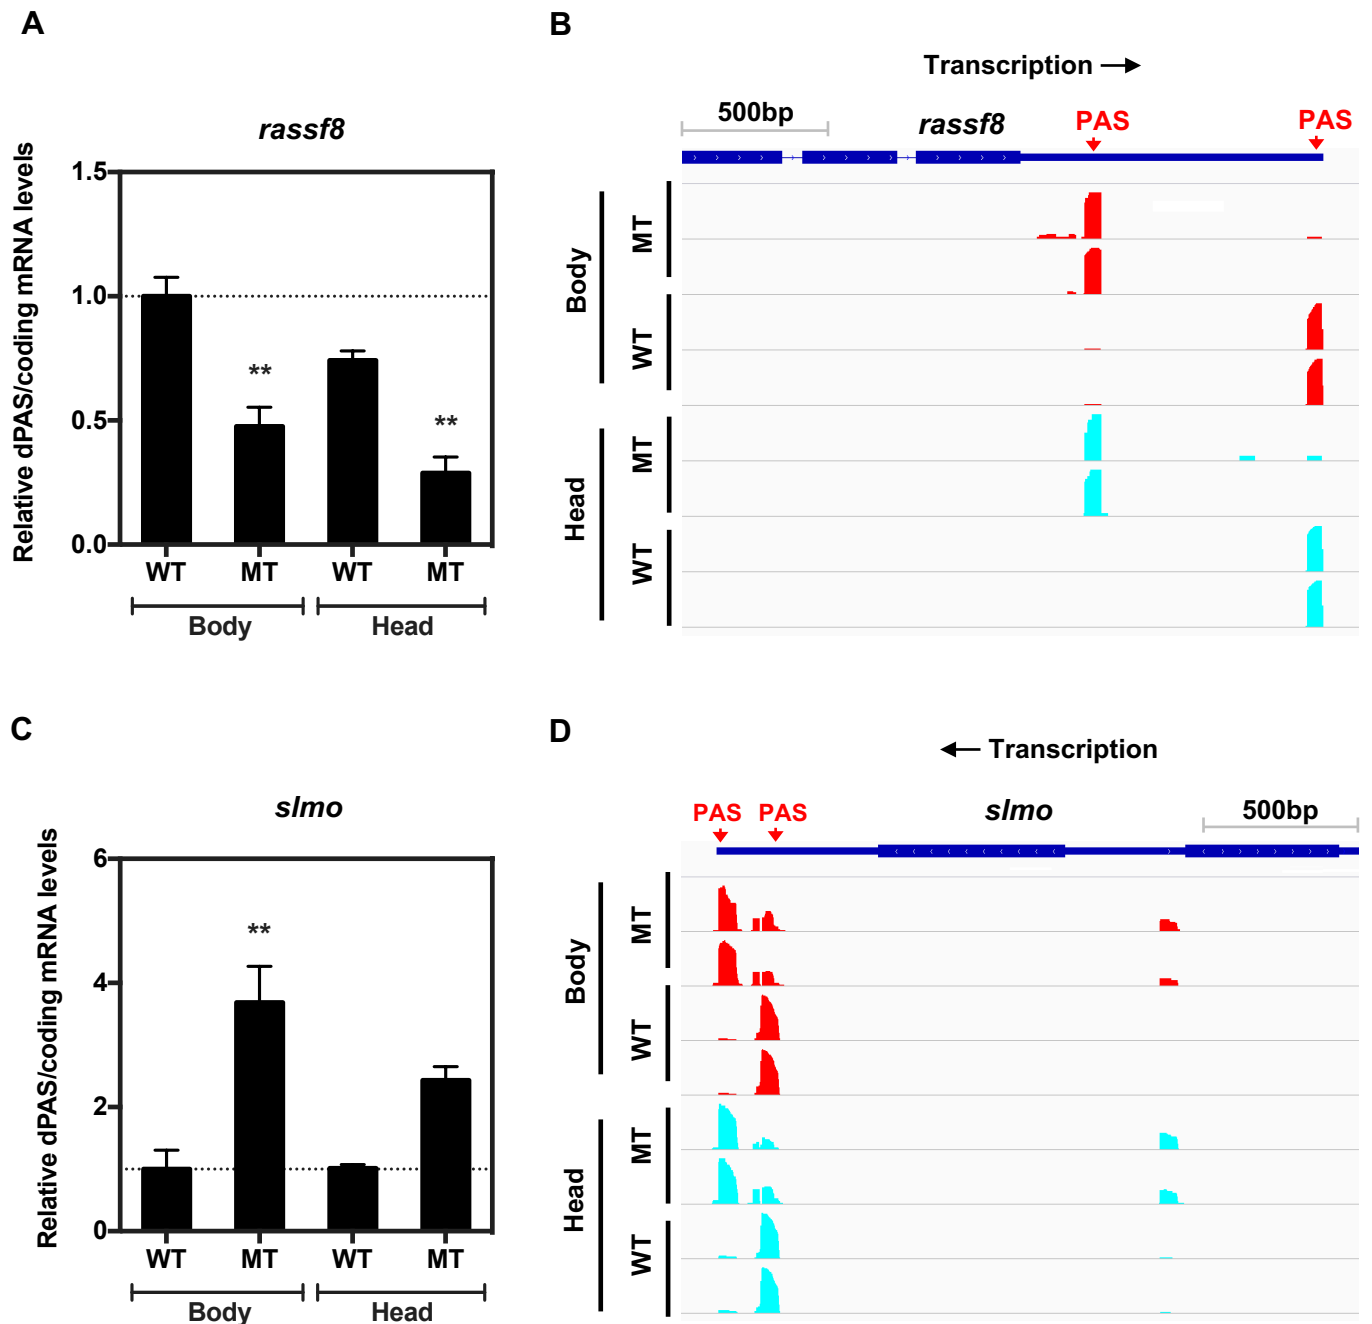 A
rassf8
Relative dPAS/coding mRNA levels
1.5
1.0
0.5
0.0
**
**
WT MT WT MT
Body Head
B
Transcription →
500bp rassf8 PAS PAS
Body
MT
WT
Head
MT
WT
C
slmo
Relative dPAS/coding mRNA levels
6
4
2
0
**
WT MT WT MT
Body Head
D
← Transcription
PAS PAS slmo 500bp
Body
MT
WT
Head
MT
WT